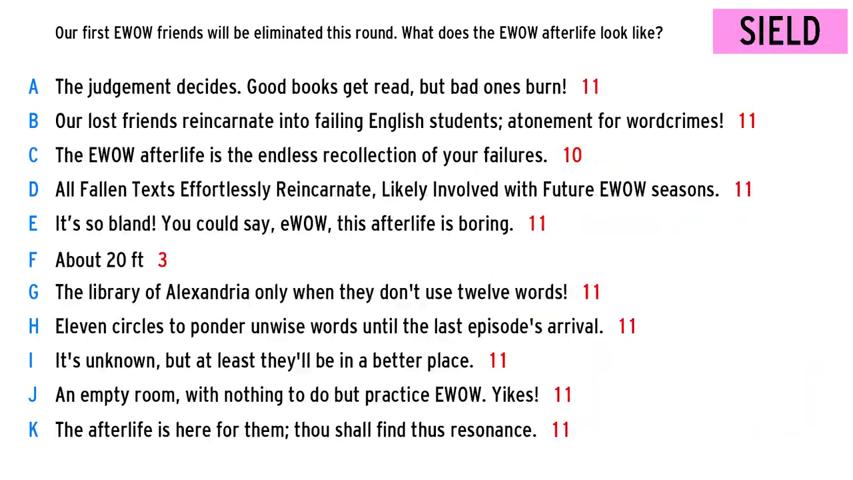 Our first EWOW friends will be eliminated this round. What does the EWOW afterlife look like?
SIELD
A The judgement decides. Good books get read, but bad ones burn! 11
B Our lost friends reincarnate into failing English students; atonement for wordcrimes! 11
C The EWOW afterlife is the endless recollection of your failures. 10
D All Fallen Texts Effortlessly Reincarnate, Likely Involved with Future EWOW seasons. 11
E It’s so bland! You could say, eWOW, this afterlife is boring. 11
F About 20 ft 3
G The library of Alexandria only when they don't use twelve words! 11
H Eleven circles to ponder unwise words until the last episode's arrival. 11
I It's unknown, but at least they'll be in a better place. 11
J An empty room, with nothing to do but practice EWOW. Yikes! 11
K The afterlife is here for them; thou shall find thus resonance. 11